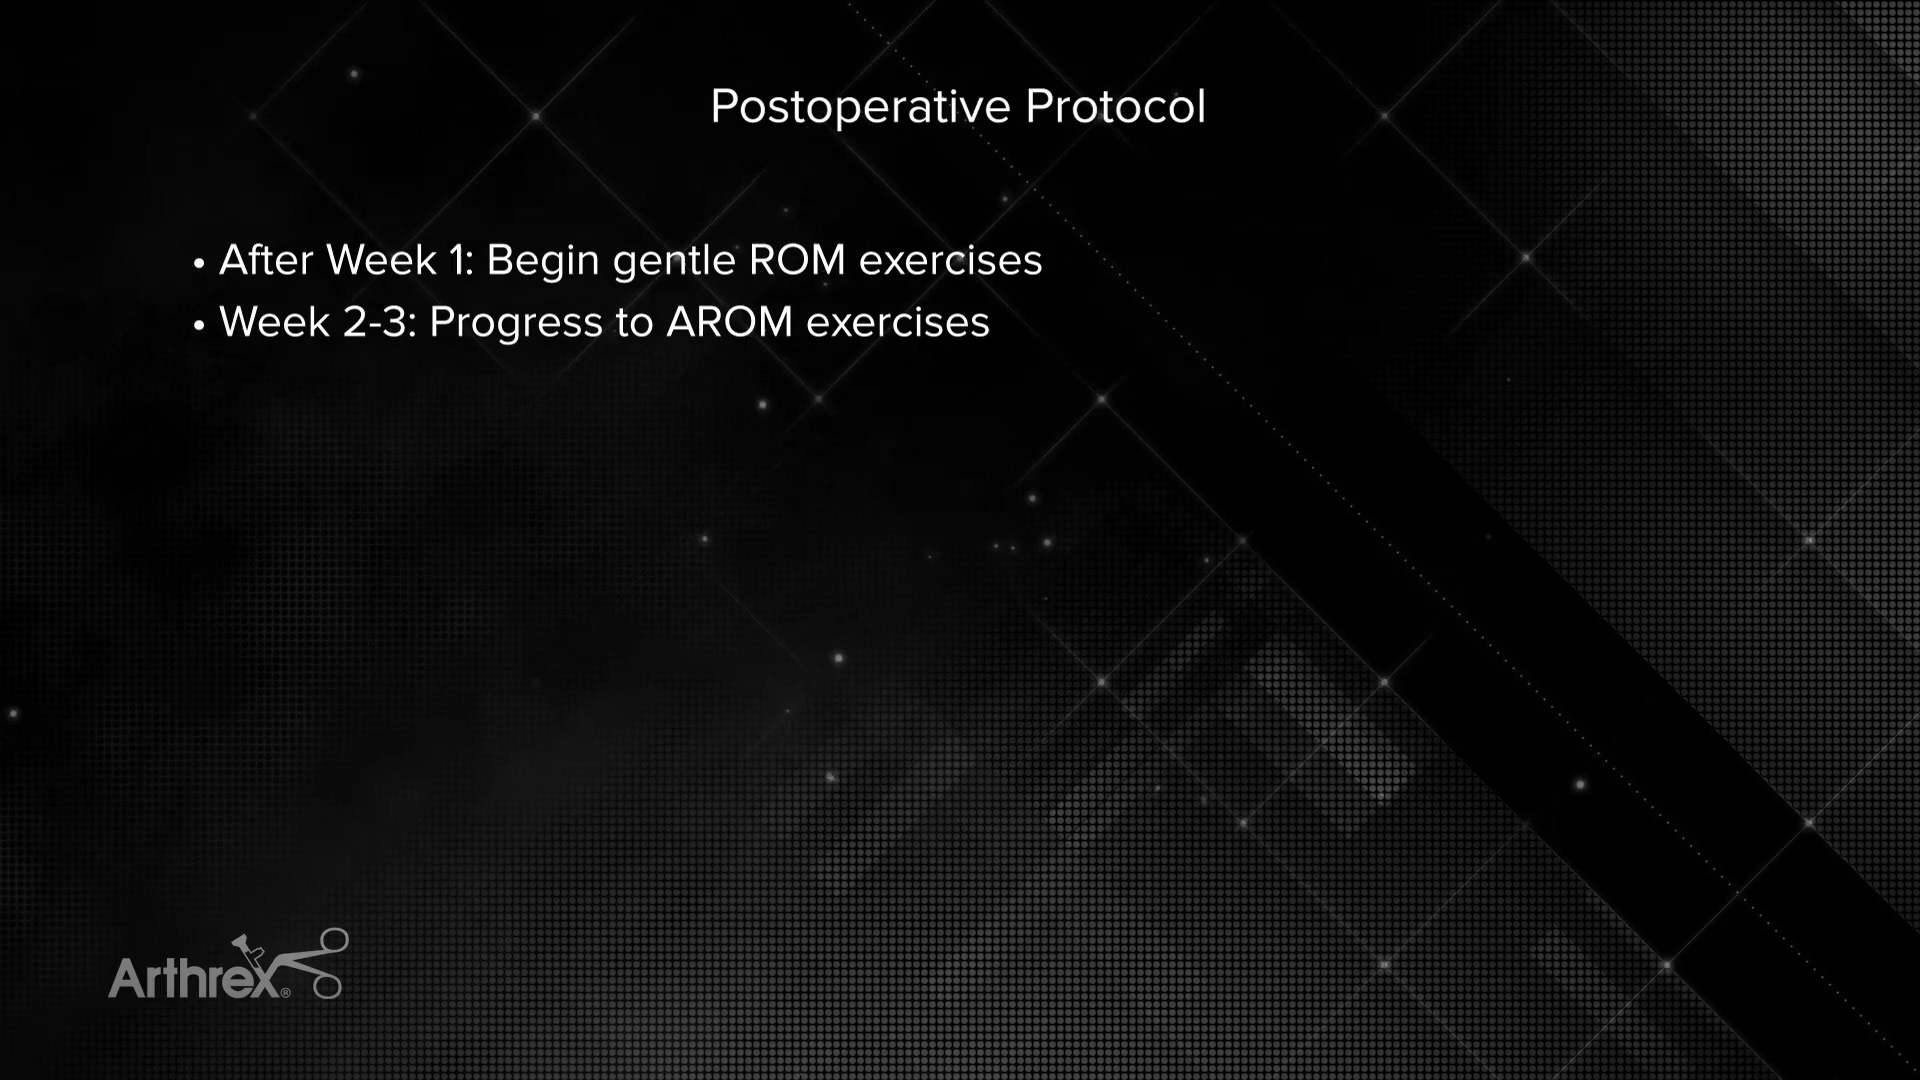 Postoperative Protocol
• After Week 1: Begin gentle ROM exercises
• Week 2-3: Progress to AROM exercises
Arthrex®